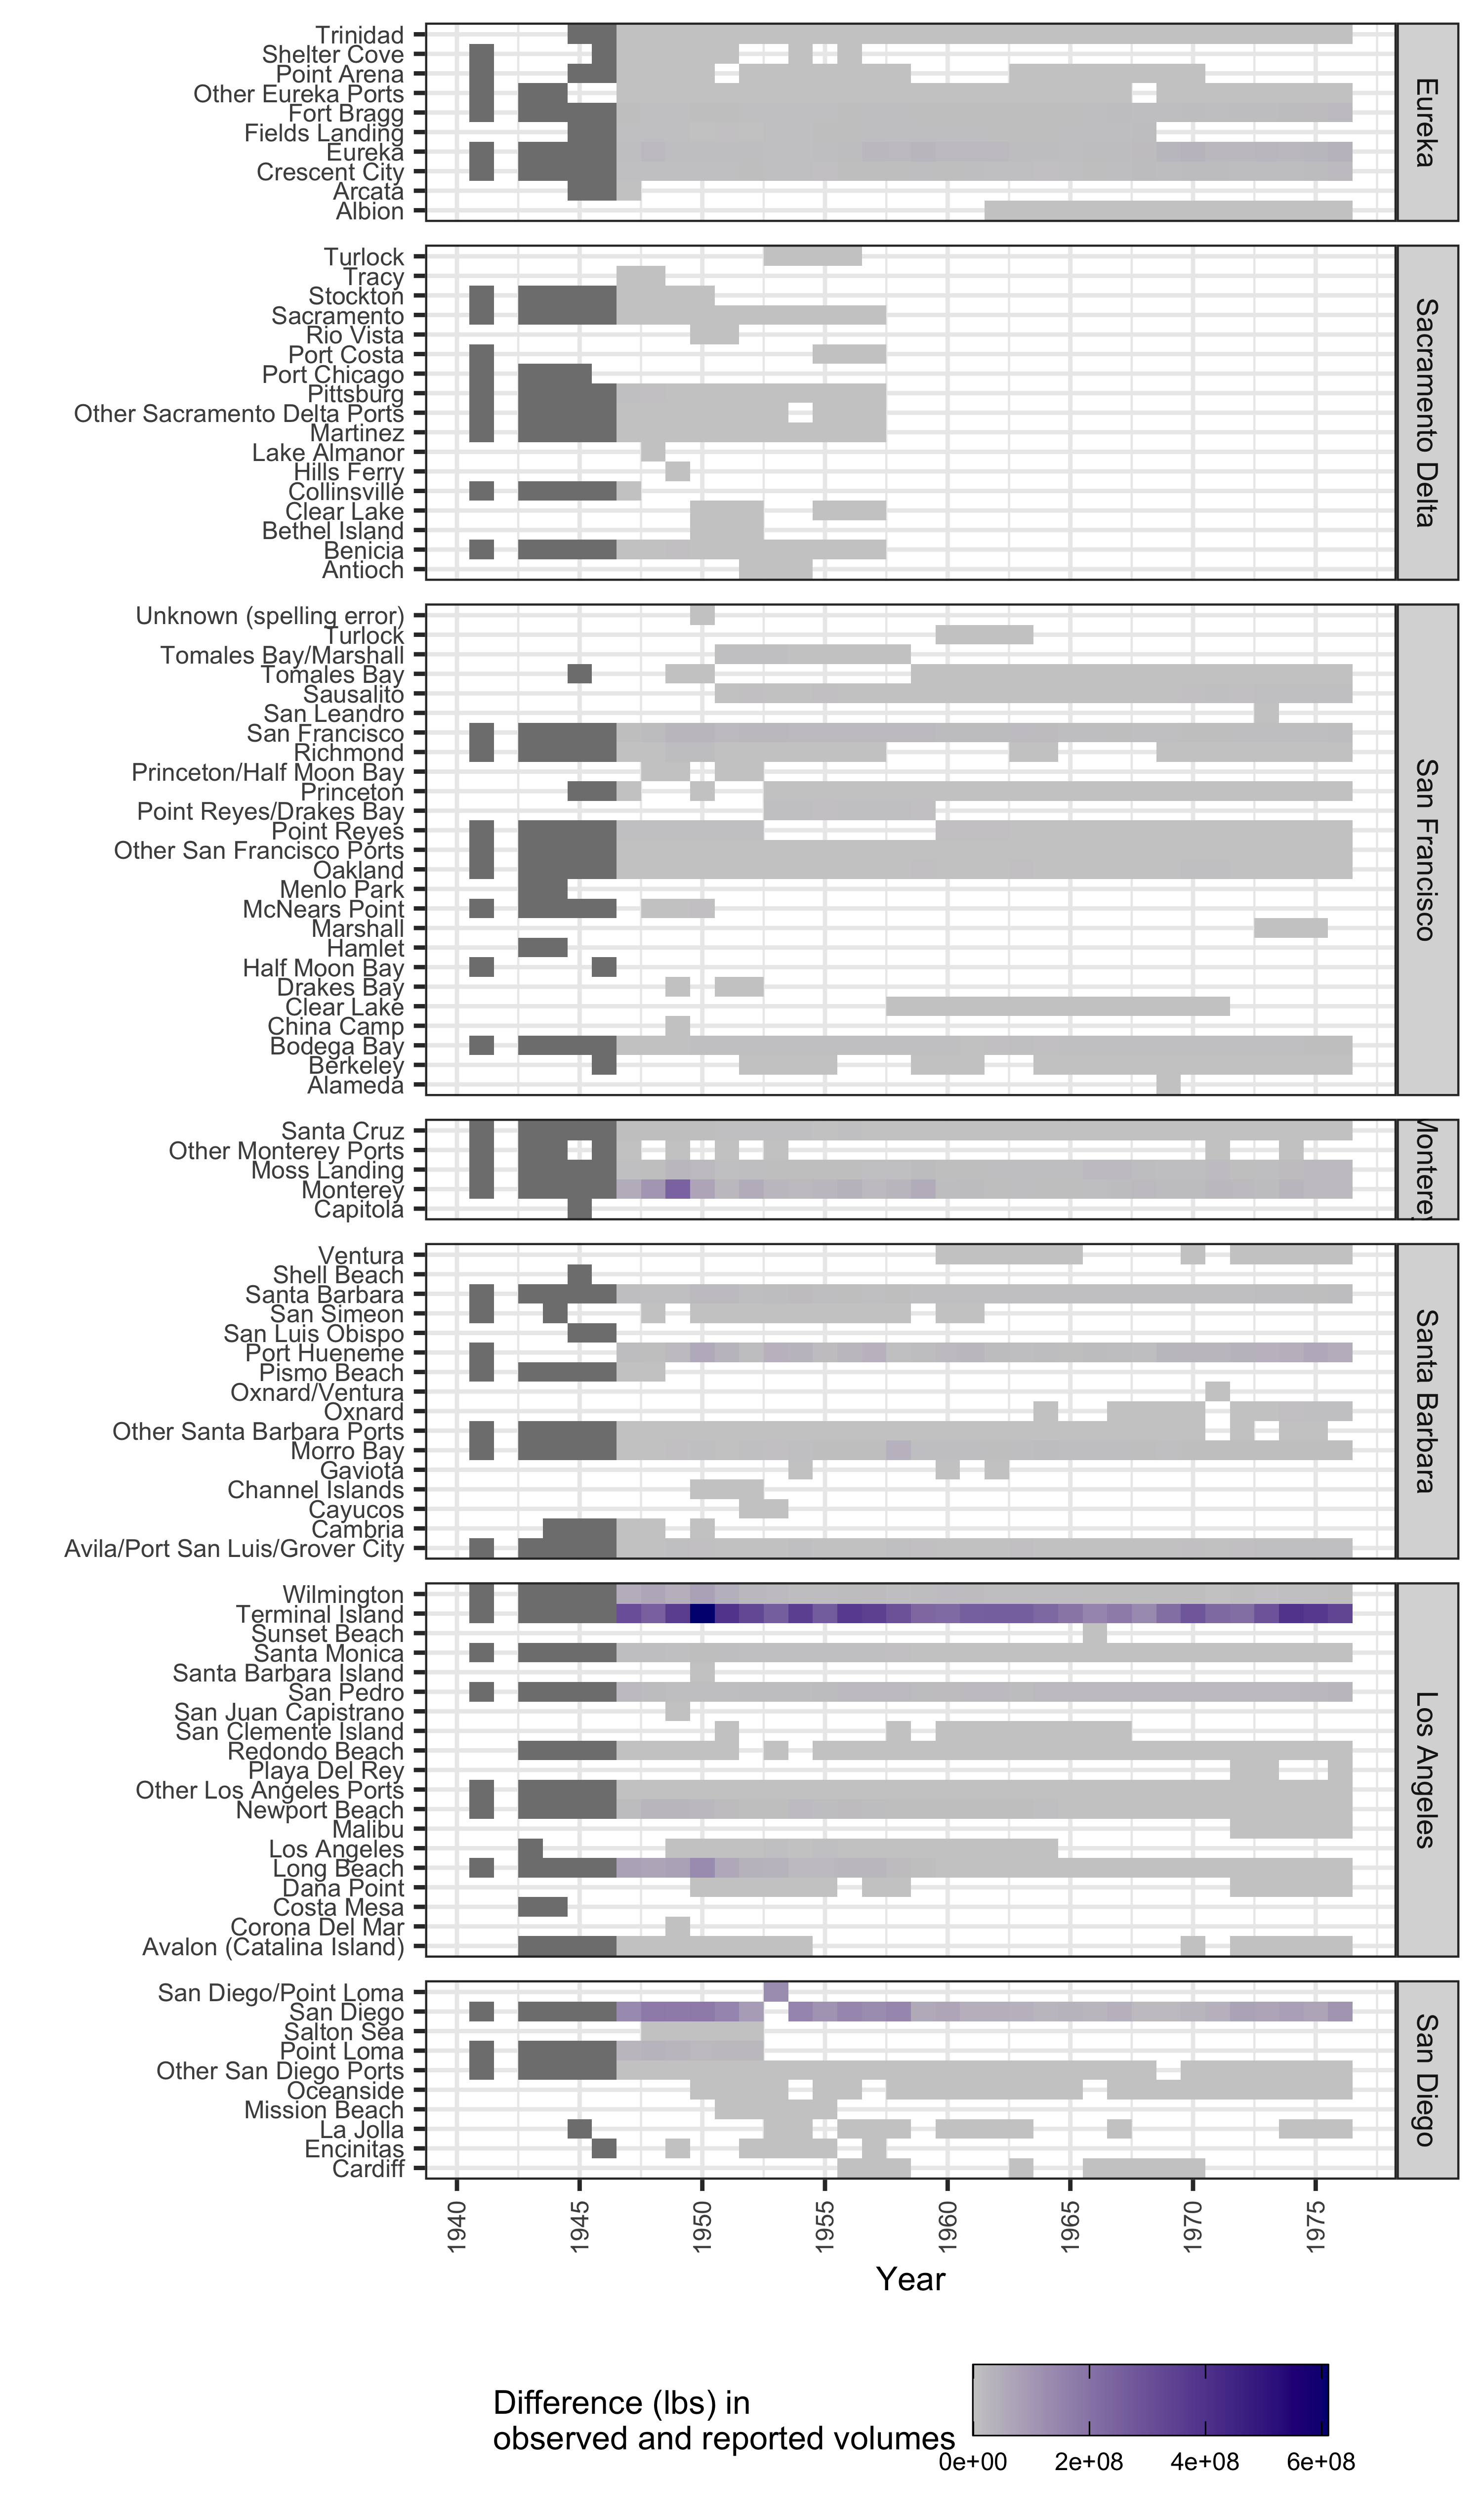 Trinidad
Shelter Cove
Point Arena
Other Eureka Ports
Fort Bragg
Fields Landing
Eureka
Crescent City
Arcata
Albion
Eureka
Turlock
Tracy
Stockton
Sacramento
Rio Vista
Port Costa
Port Chicago
Pittsburg
Other Sacramento Delta Ports
Martinez
Lake Almanor
Hills Ferry
Collinsville
Clear Lake
Bethel Island
Benicia
Antioch
Sacramento Delta
Unknown (spelling error)
Turlock
Tomales Bay/Marshall
Tomales Bay
Sausalito
San Leandro
San Francisco
Richmond
Princeton/Half Moon Bay
Princeton
Point Reyes/Drakes Bay
Point Reyes
Other San Francisco Ports
Oakland
Menlo Park
McNears Point
Marshall
Hamlet
Half Moon Bay
Drakes Bay
Clear Lake
China Camp
Bodega Bay
Berkeley
Alameda
San Francisco
Santa Cruz
Other Monterey Ports
Moss Landing
Monterey
Capitola
Monterey
Ventura
Shell Beach
Santa Barbara
San Simeon
San Luis Obispo
Port Hueneme
Pismo Beach
Oxnard/Ventura
Oxnard
Other Santa Barbara Ports
Morro Bay
Gaviota
Channel Islands
Cayucos
Cambria
Avila/Port San Luis/Grover City
Santa Barbara
Wilmington
Terminal Island
Sunset Beach
Santa Monica
Santa Barbara Island
San Pedro
San Juan Capistrano
San Clemente Island
Redondo Beach
Playa Del Rey
Other Los Angeles Ports
Newport Beach
Malibu
Los Angeles
Long Beach
Dana Point
Costa Mesa
Corona Del Mar
Avalon (Catalina Island)
Los Angeles
San Diego/Point Loma
San Diego
Salton Sea
Point Loma
Other San Diego Ports
Oceanside
Mission Beach
La Jolla
Encinitas
Cardiff
San Diego
1940 1945 1950 1955 1960 1965 1970 1975
Year
Difference (lbs) in
observed and reported volumes
0e+00 2e+08 4e+08 6e+08